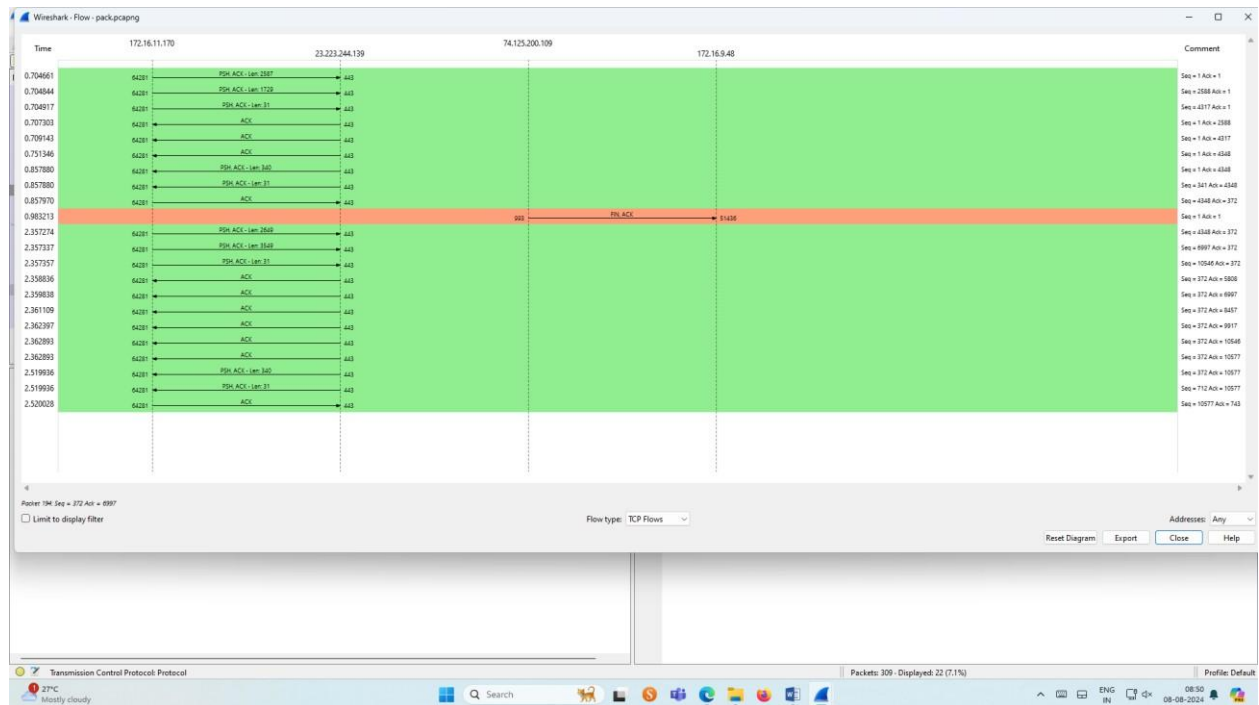 Wireshark - Flow - pack.pcapng
Time 172.16.11.170 23.223.244.139 74.125.200.109 172.16.9.48 Comment
0.704661 64281 PSH, ACK - Len: 2587 443 Seq = 1 Ack = 1
0.704844 64281 PSH, ACK - Len: 1729 443 Seq = 2588 Ack = 1
0.704917 64281 PSH, ACK - Len: 31 443 Seq = 4317 Ack = 1
0.707303 64281 ACK 443 Seq = 1 Ack = 2588
0.709143 64281 ACK 443 Seq = 1 Ack = 4317
0.751346 64281 ACK 443 Seq = 1 Ack = 4348
0.857880 64281 PSH, ACK - Len: 340 443 Seq = 1 Ack = 4348
0.857880 64281 PSH, ACK - Len: 31 443 Seq = 341 Ack = 4348
0.857970 64281 ACK 443 Seq = 4348 Ack = 372
0.983213 993 FIN, ACK 51436 Seq = 1 Ack = 1
2.357274 64281 PSH, ACK - Len: 2649 443 Seq = 4348 Ack = 372
2.357337 64281 PSH, ACK - Len: 3549 443 Seq = 6997 Ack = 372
2.357357 64281 PSH, ACK - Len: 31 443 Seq = 10546 Ack = 372
2.358836 64281 ACK 443 Seq = 372 Ack = 5808
2.359838 64281 ACK 443 Seq = 372 Ack = 6997
2.361109 64281 ACK 443 Seq = 372 Ack = 8457
2.362397 64281 ACK 443 Seq = 372 Ack = 9917
2.362893 64281 ACK 443 Seq = 372 Ack = 10546
2.362893 64281 ACK 443 Seq = 372 Ack = 10577
2.519936 64281 PSH, ACK - Len: 340 443 Seq = 372 Ack = 10577
2.519936 64281 PSH, ACK - Len: 31 443 Seq = 712 Ack = 10577
2.520028 64281 ACK 443 Seq = 10577 Ack = 743
Packet 194: Seq = 372 Ack = 6997
Limit to display filter Flow type: TCP Flows Addresses: Any
Reset Diagram Export Close Help
Transmission Control Protocol: Protocol Packets: 309 · Displayed: 22 (7.1%) Profile: Default
1 27°C
Mostly cloudy
Search
ENG 08:50
IN 08-08-2024